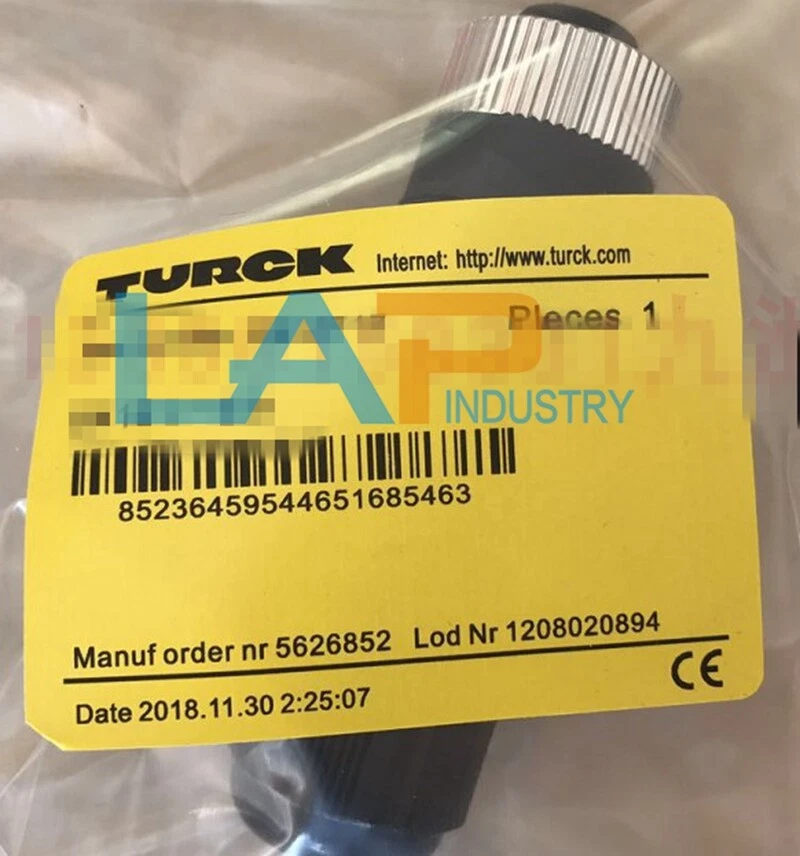 TURCK Internet: http://www.turck.com
Pieces 1
LAP INDUSTRY
85236459544651685463
Manuf order nr 5626852 Lod Nr 1208020894
Date 2018.11.30 2:25:07 CE